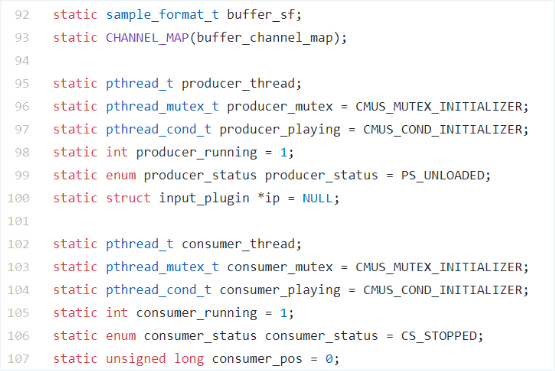 92 static sample_format_t buffer_sf;
93 static CHANNEL_MAP(buffer_channel_map);
94
95 static pthread_t producer_thread;
96 static pthread_mutex_t producer_mutex = CMUS_MUTEX_INITIALIZER;
97 static pthread_cond_t producer_playing = CMUS_COND_INITIALIZER;
98 static int producer_running = 1;
99 static enum producer_status producer_status = PS_UNLOADED;
100 static struct input_plugin *ip = NULL;
101
102 static pthread_t consumer_thread;
103 static pthread_mutex_t consumer_mutex = CMUS_MUTEX_INITIALIZER;
104 static pthread_cond_t consumer_playing = CMUS_COND_INITIALIZER;
105 static int consumer_running = 1;
106 static enum consumer_status consumer_status = CS_STOPPED;
107 static unsigned long consumer_pos = 0;